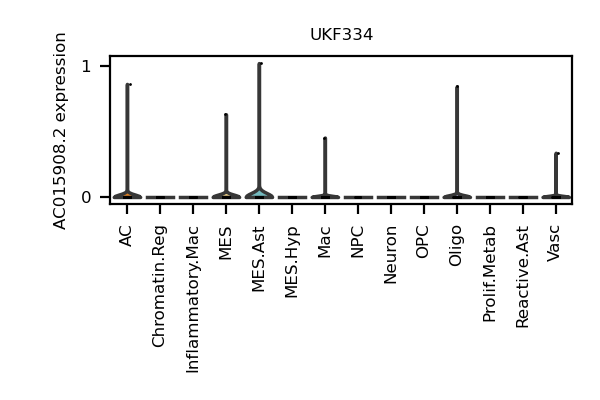 UKF334
AC015908.2 expression
1
0
AC
Chromatin.Reg
Inflammatory.Mac
MES
MES.Ast
MES.Hyp
Mac
NPC
Neuron
OPC
Oligo
Prolif.Metab
Reactive.Ast
Vasc